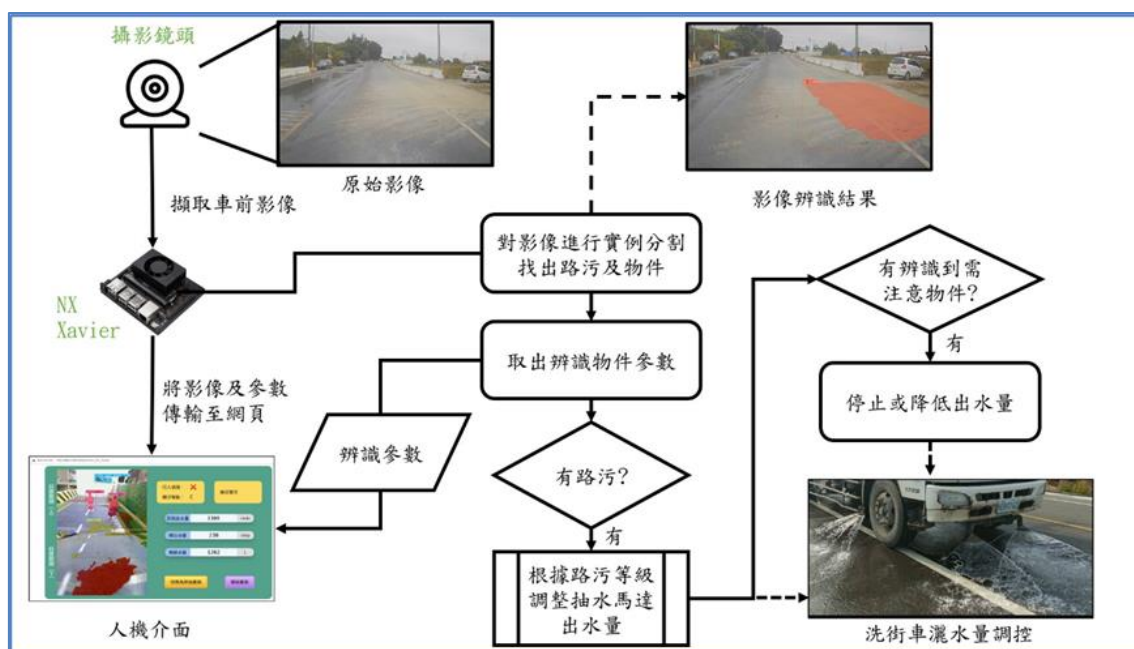 攝影鏡頭
原始影像
影像辨識結果
擷取車前影像
NX
Xavier
對影像進行實例分割
找出路污及物件
有辨識到需
注意物件?
取出辨識物件參數
有
停止或降低出水量
將影像及參數
傳輸至網頁
辨識參數
有路污?
有
根據路污等級
調整抽水馬達
出水量
人機介面
洗街車灑水量調控